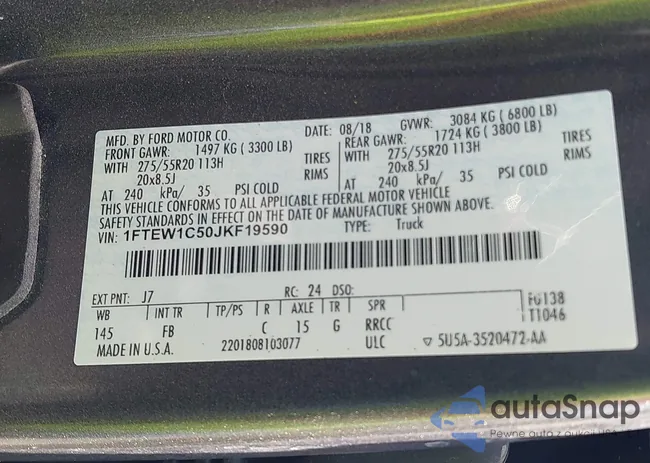 MFD. BY FORD MOTOR CO. DATE: 08/18 GVWR: 3084 KG ( 6800 LB)
FRONT GAWR: 1497 KG ( 3300 LB) REAR GAWR: 1724 KG ( 3800 LB)
WITH 275/55R20 113H TIRES WITH 275/55R20 113H TIRES
20x8.5J RIMS 20x8.5J RIMS
AT 240 kPa/ 35 PSI COLD AT 240 kPa/ 35 PSI COLD
THIS VEHICLE CONFORMS TO ALL APPLICABLE FEDERAL MOTOR VEHICLE
SAFETY STANDARDS IN EFFECT ON THE DATE OF MANUFACTURE SHOWN ABOVE.
VIN: 1FTEW1C50JKF19590 TYPE: Truck
EXT PNT: J7 RC: 24 DSO: FG138
WB INT TR TP/PS R AXLE TR SPR T1046
145 FB C 15 G RRCC
MADE IN U.S.A. 2201808103077 ULC ▽ 5U5A-3520472-AA
autaSnap
Pewne auta z aukcji